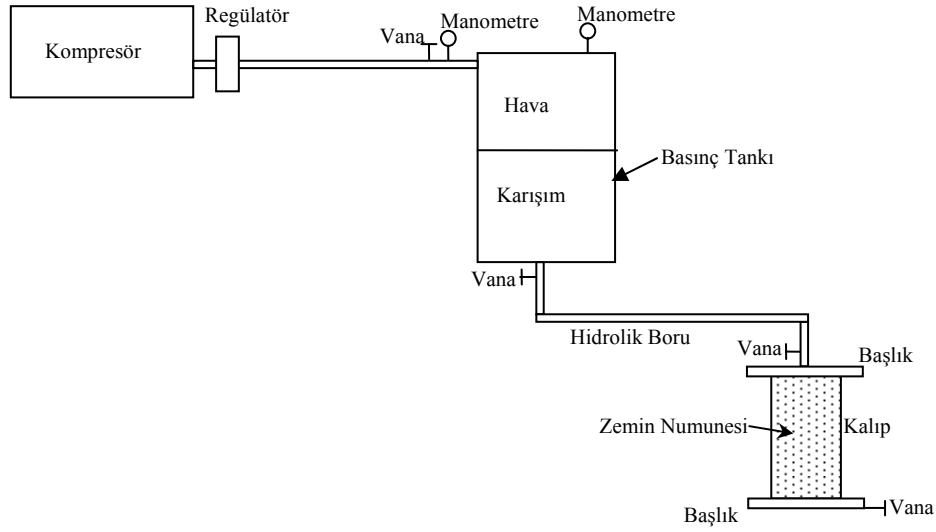 Regülatör
Manometre
Manometre
Vana
Kompresör
Hava
Basınç Tankı
Karışım
Vana
Hidrolik Boru
Vana
Başlık
Zemin Numunesi
Kalıp
Başlık
Vana